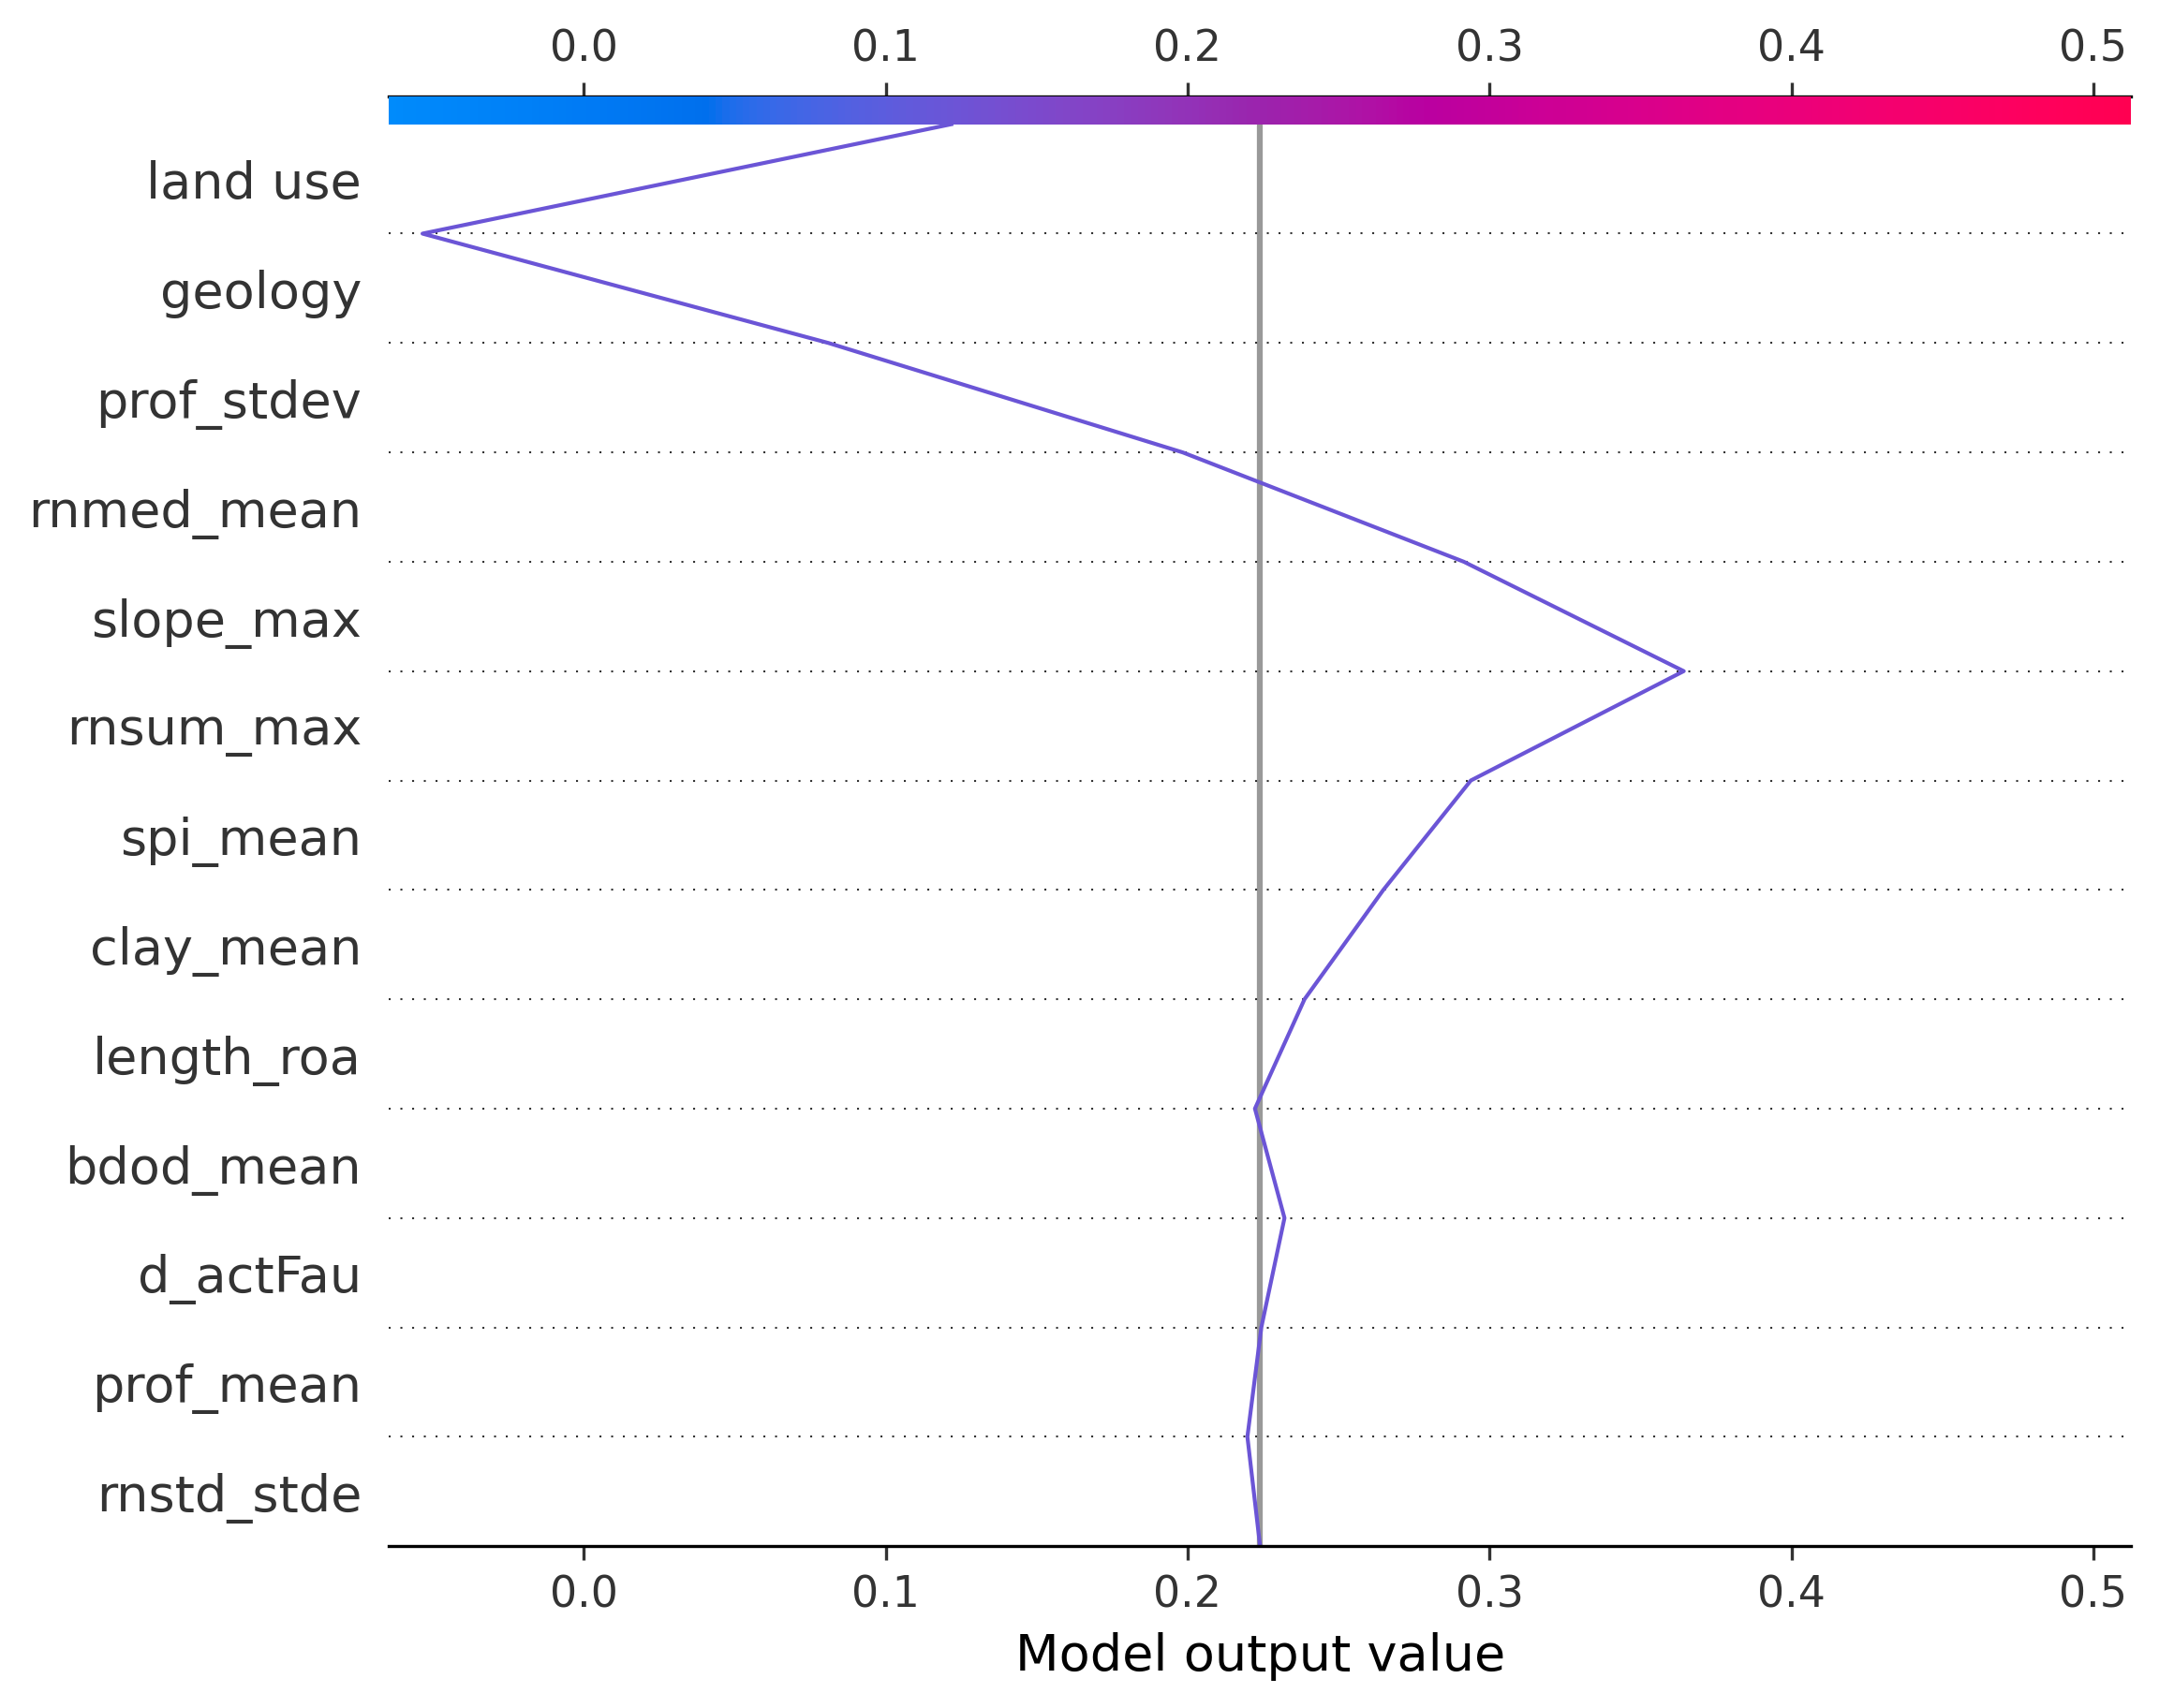 0.0 0.1 0.2 0.3 0.4 0.5
land use
geology
prof_stdev
rnmed_mean
slope_max
rnsum_max
spi_mean
clay_mean
length_roa
bdod_mean
d_actFau
prof_mean
rnstd_stde
0.0 0.1 0.2 0.3 0.4 0.5
Model output value